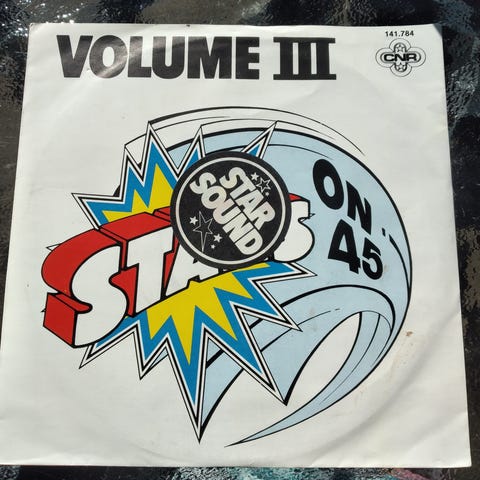 VOLUME III
141.784
CNR
STARS
STAR
SOUND
ON
45